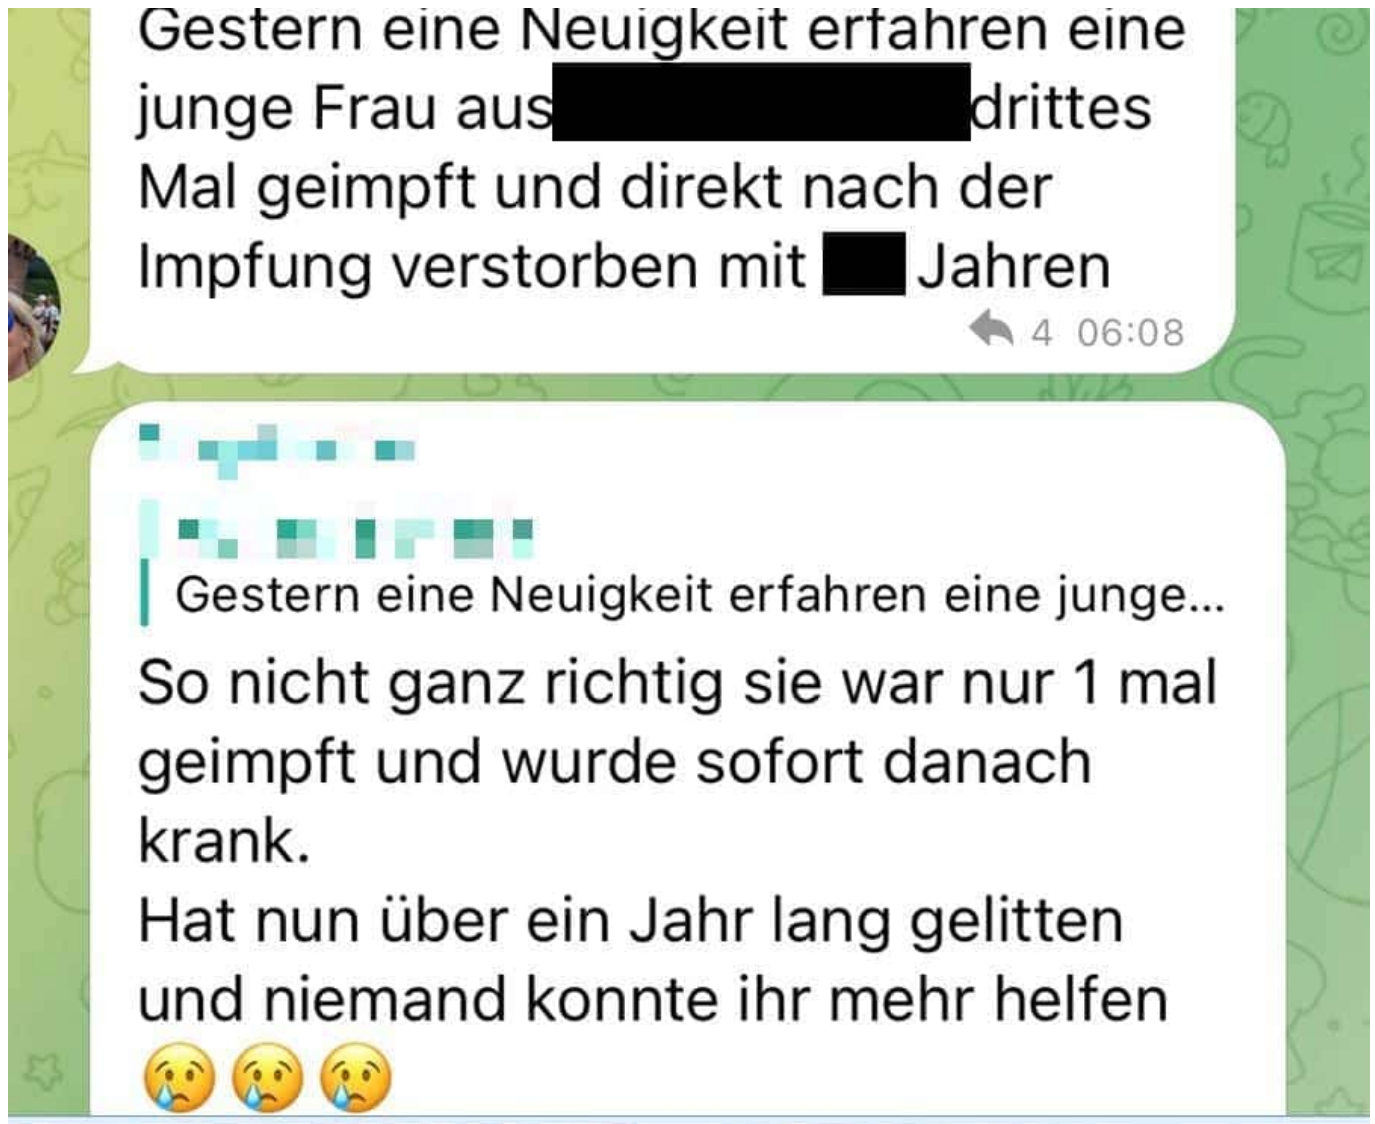 Gestern eine Neuigkeit erfahren eine
junge Frau aus drittes
Mal geimpft und direkt nach der
Impfung verstorben mit Jahren
4 06:08
Gestern eine Neuigkeit erfahren eine junge...
So nicht ganz richtig sie war nur 1 mal
geimpft und wurde sofort danach
krank.
Hat nun über ein Jahr lang gelitten
und niemand konnte ihr mehr helfen
😢😢😢